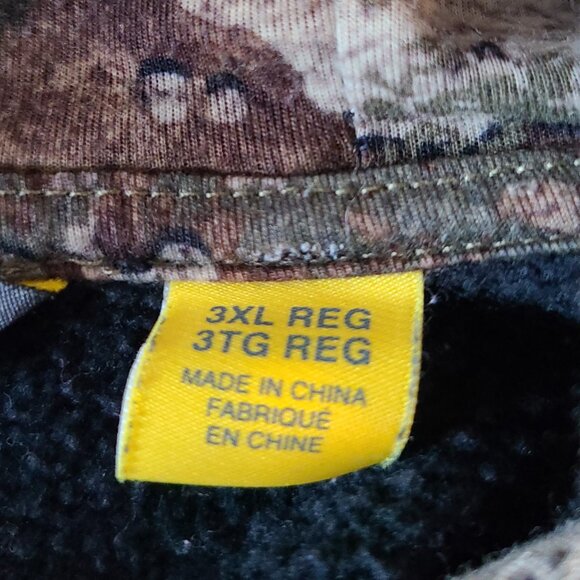 3XL REG
3TG REG
MADE IN CHINA
FABRIQUÉ
EN CHINE